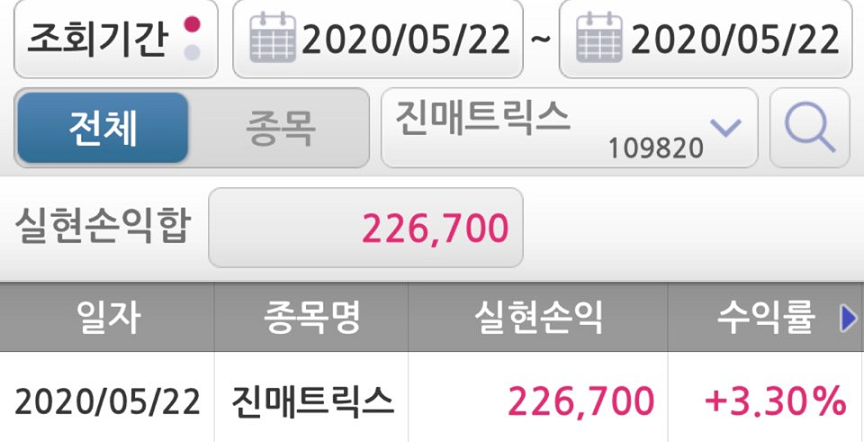 조회기간 2020/05/22 ~ 2020/05/22
전체 종목 진매트릭스 109820
실현손익합 226,700
일자 종목명 실현손익 수익률
2020/05/22 진매트릭스 226,700 +3.30%